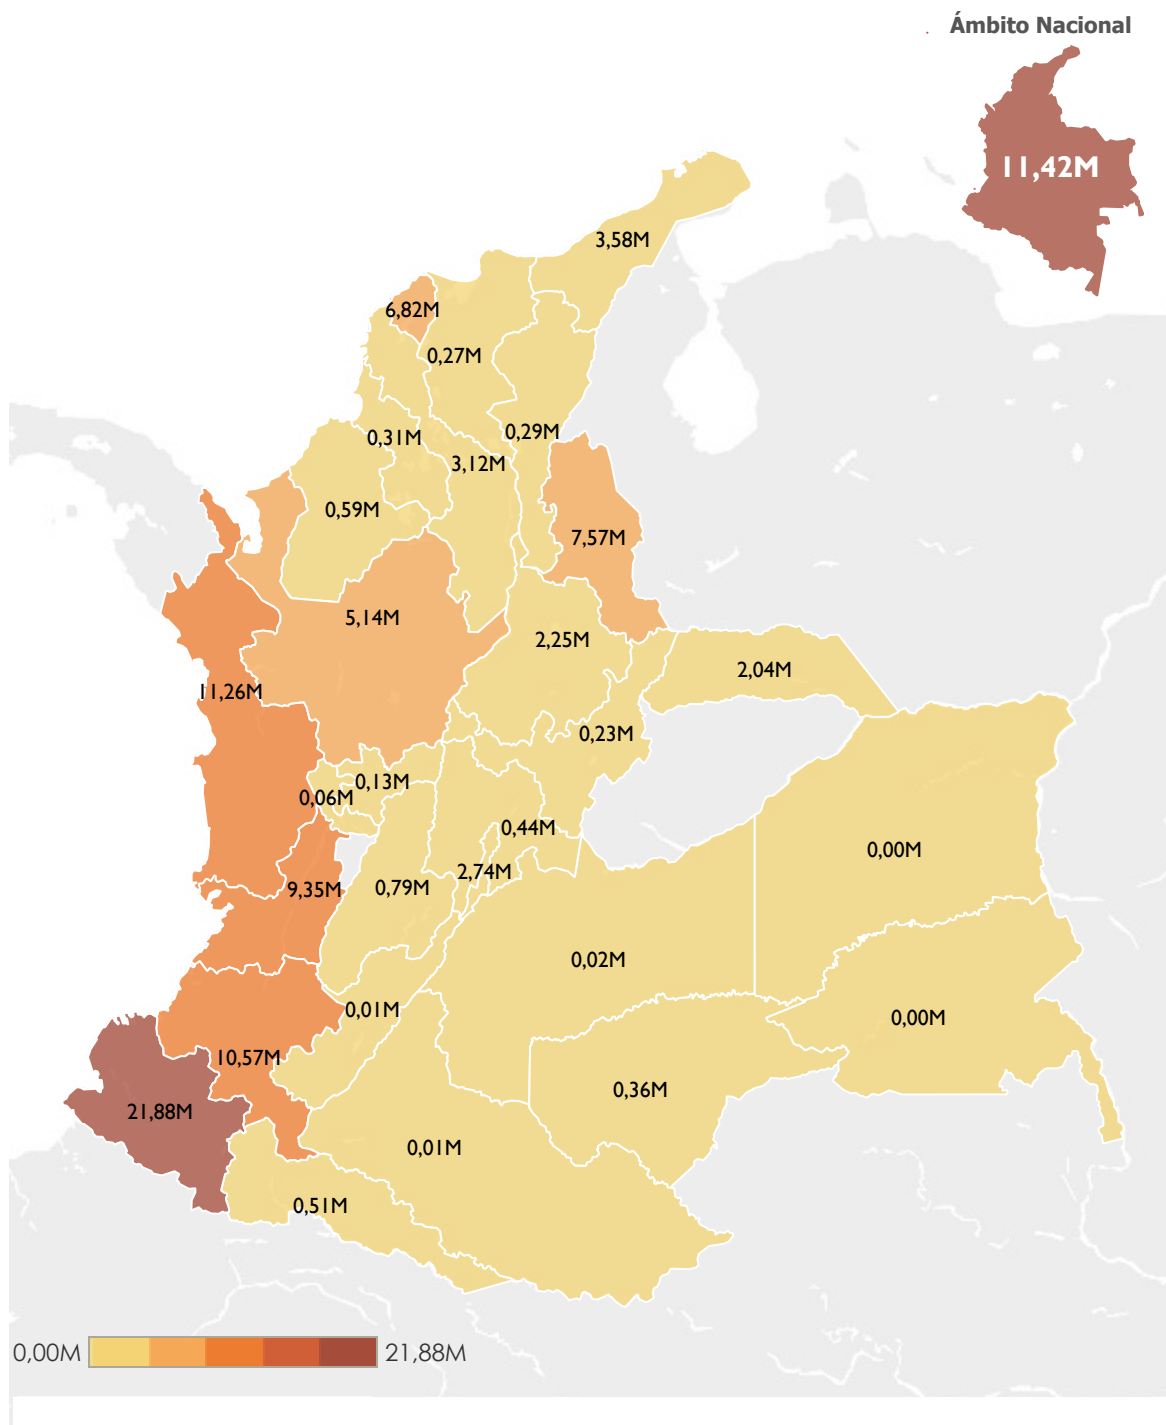 Ámbito Nacional
11,42M
3,58M
6,82M
0,27M
0,29M
0,31M
3,12M
0,59M
7,57M
5,14M
2,25M
2,04M
11,26M
0,23M
0,13M
0,06M
0,44M
0,00M
2,74M
9,35M
0,79M
0,02M
0,01M
0,00M
10,57M
0,36M
21,88M
0,01M
0,51M
0,00M
21,88M